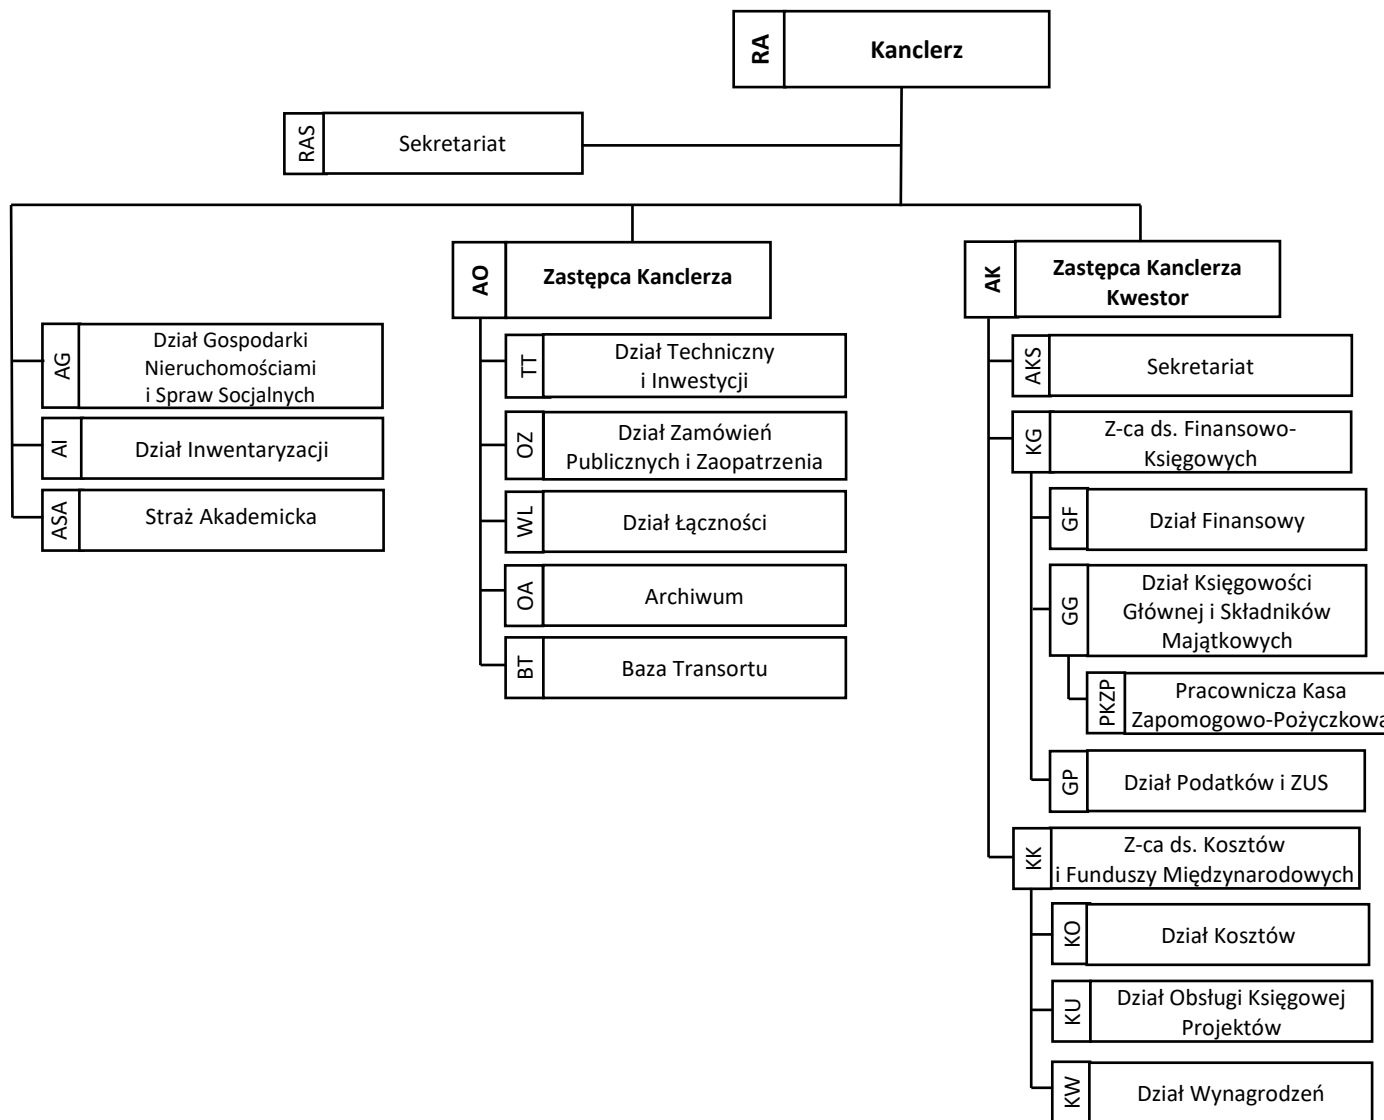 RA
Kanclerz
RAS
Sekretariat
AG
Dział Gospodarki
Nieruchomościami
i Spraw Socjalnych
AI
Dział Inwentaryzacji
ASA
Straż Akademicka
AO
Zastępca Kanclerza
TT
Dział Techniczny
i Inwestycji
OZ
Dział Zamówień
Publicznych i Zaopatrzenia
WL
Dział Łączności
OA
Archiwum
BT
Baza Transortu
AK
Zastępca Kanclerza
Kwestor
AKS
Sekretariat
KG
Z-ca ds. Finansowo-
Księgowych
GF
Dział Finansowy
GG
Dział Księgowości
Głównej i Składników
Majątkowych
PKZP
Pracownicza Kasa
Zapomogowo-Pożyczkowa
GP
Dział Podatków i ZUS
KK
Z-ca ds. Kosztów
i Funduszy Międzynarodowych
KO
Dział Kosztów
KU
Dział Obsługi Księgowej
Projektów
KW
Dział Wynagrodzeń